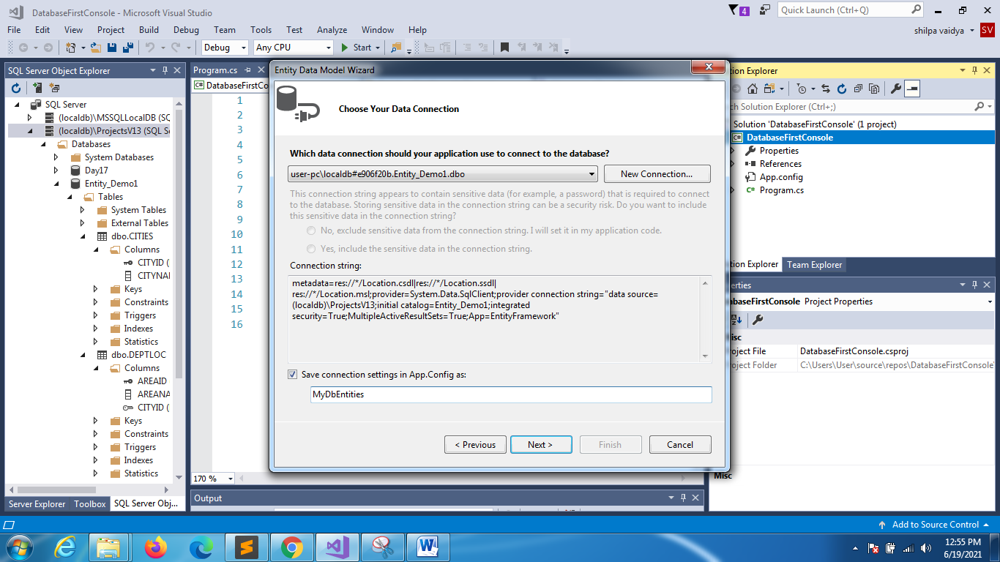 DatabaseFirstConsole - Microsoft Visual Studio
4
Quick Launch (Ctrl+Q)
File Edit View Project Build Debug Team Tools Test Analyze Window Help
shilpa vaidya SV
Debug Any CPU Start
SQL Server Object Explorer
SQL Server
(localdb)\MSSQLLocalDB (SQ
(localdb)\ProjectsV13 (SQL Se
Databases
System Databases
Day17
Entity_Demo1
Tables
System Tables
External Tables
dbo.CITIES
Columns
CITYID (
CITYNA
Keys
Constraints
Triggers
Indexes
Statistics
dbo.DEPTLOC
Columns
AREAID
AREANA
CITYID (
Keys
Constraints
Triggers
Indexes
Statistics
Server Explorer Toolbox SQL Server Obj...
Program.cs
DatabaseFirstCo
1
2
3
4
5
6
7
8
9
10
11
12
13
14
15
16
170 %
Output
Entity Data Model Wizard
Choose Your Data Connection
Which data connection should your application use to connect to the database?
user-pc\localdb#e906f20b.Entity_Demo1.dbo
New Connection...
This connection string appears to contain sensitive data (for example, a password) that is required to connect
to the database. Storing sensitive data in the connection string can be a security risk. Do you want to include
this sensitive data in the connection string?
No, exclude sensitive data from the connection string. I will set it in my application code.
Yes, include the sensitive data in the connection string.
Connection string:
metadata=res://*/Location.csdl|res://*/Location.ssdl|
res://*/Location.msl;provider=System.Data.SqlClient;provider connection string="data source=
(localdb)\ProjectsV13;initial catalog=Entity_Demo1;integrated
security=True;MultipleActiveResultSets=True;App=EntityFramework"
Save connection settings in App.Config as:
MyDbEntities
< Previous Next > Finish Cancel
tion Explorer
ch Solution Explorer (Ctrl+;)
Solution 'DatabaseFirstConsole' (1 project)
C# DatabaseFirstConsole
Properties
References
App.config
C# Program.cs
tion Explorer Team Explorer
erties
abaseFirstConsole Project Properties
isc
oject File DatabaseFirstConsole.csproj
oject Folder C:\Users\User\source\repos\DatabaseFirstConsole\
Misc
Add to Source Control
12:55 PM
6/19/2021